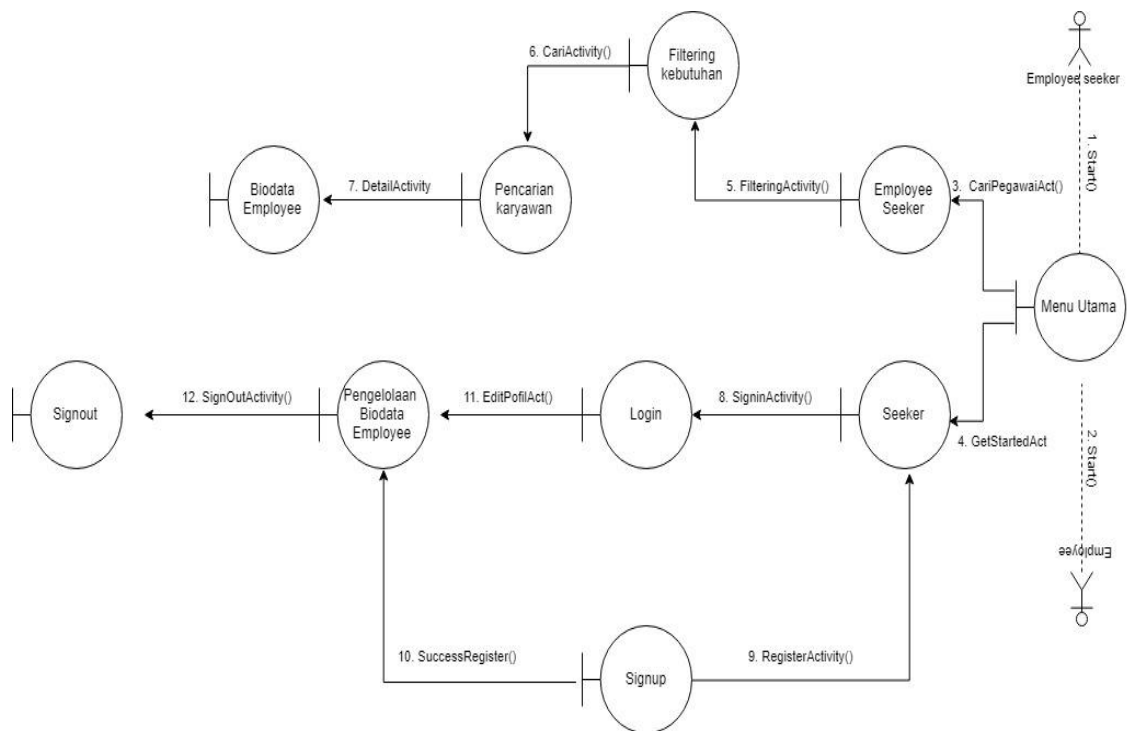 6. CariActivity()
Filtering
kebutuhan
Employee seeker
1. Start()
Biodata
Employee
7. DetailActivity
Pencarian
karyawan
5. FilteringActivity()
Employee
Seeker
3. CariPegawaiAct()
Menu Utama
Signout
12. SignOutActivity()
Pengelolaan
Biodata
Employee
11. EditPofilAct()
Login
8. SigninActivity()
Seeker
4. GetStartedAct
2. Start()
Employee
10. SuccessRegister()
Signup
9. RegisterActivity()